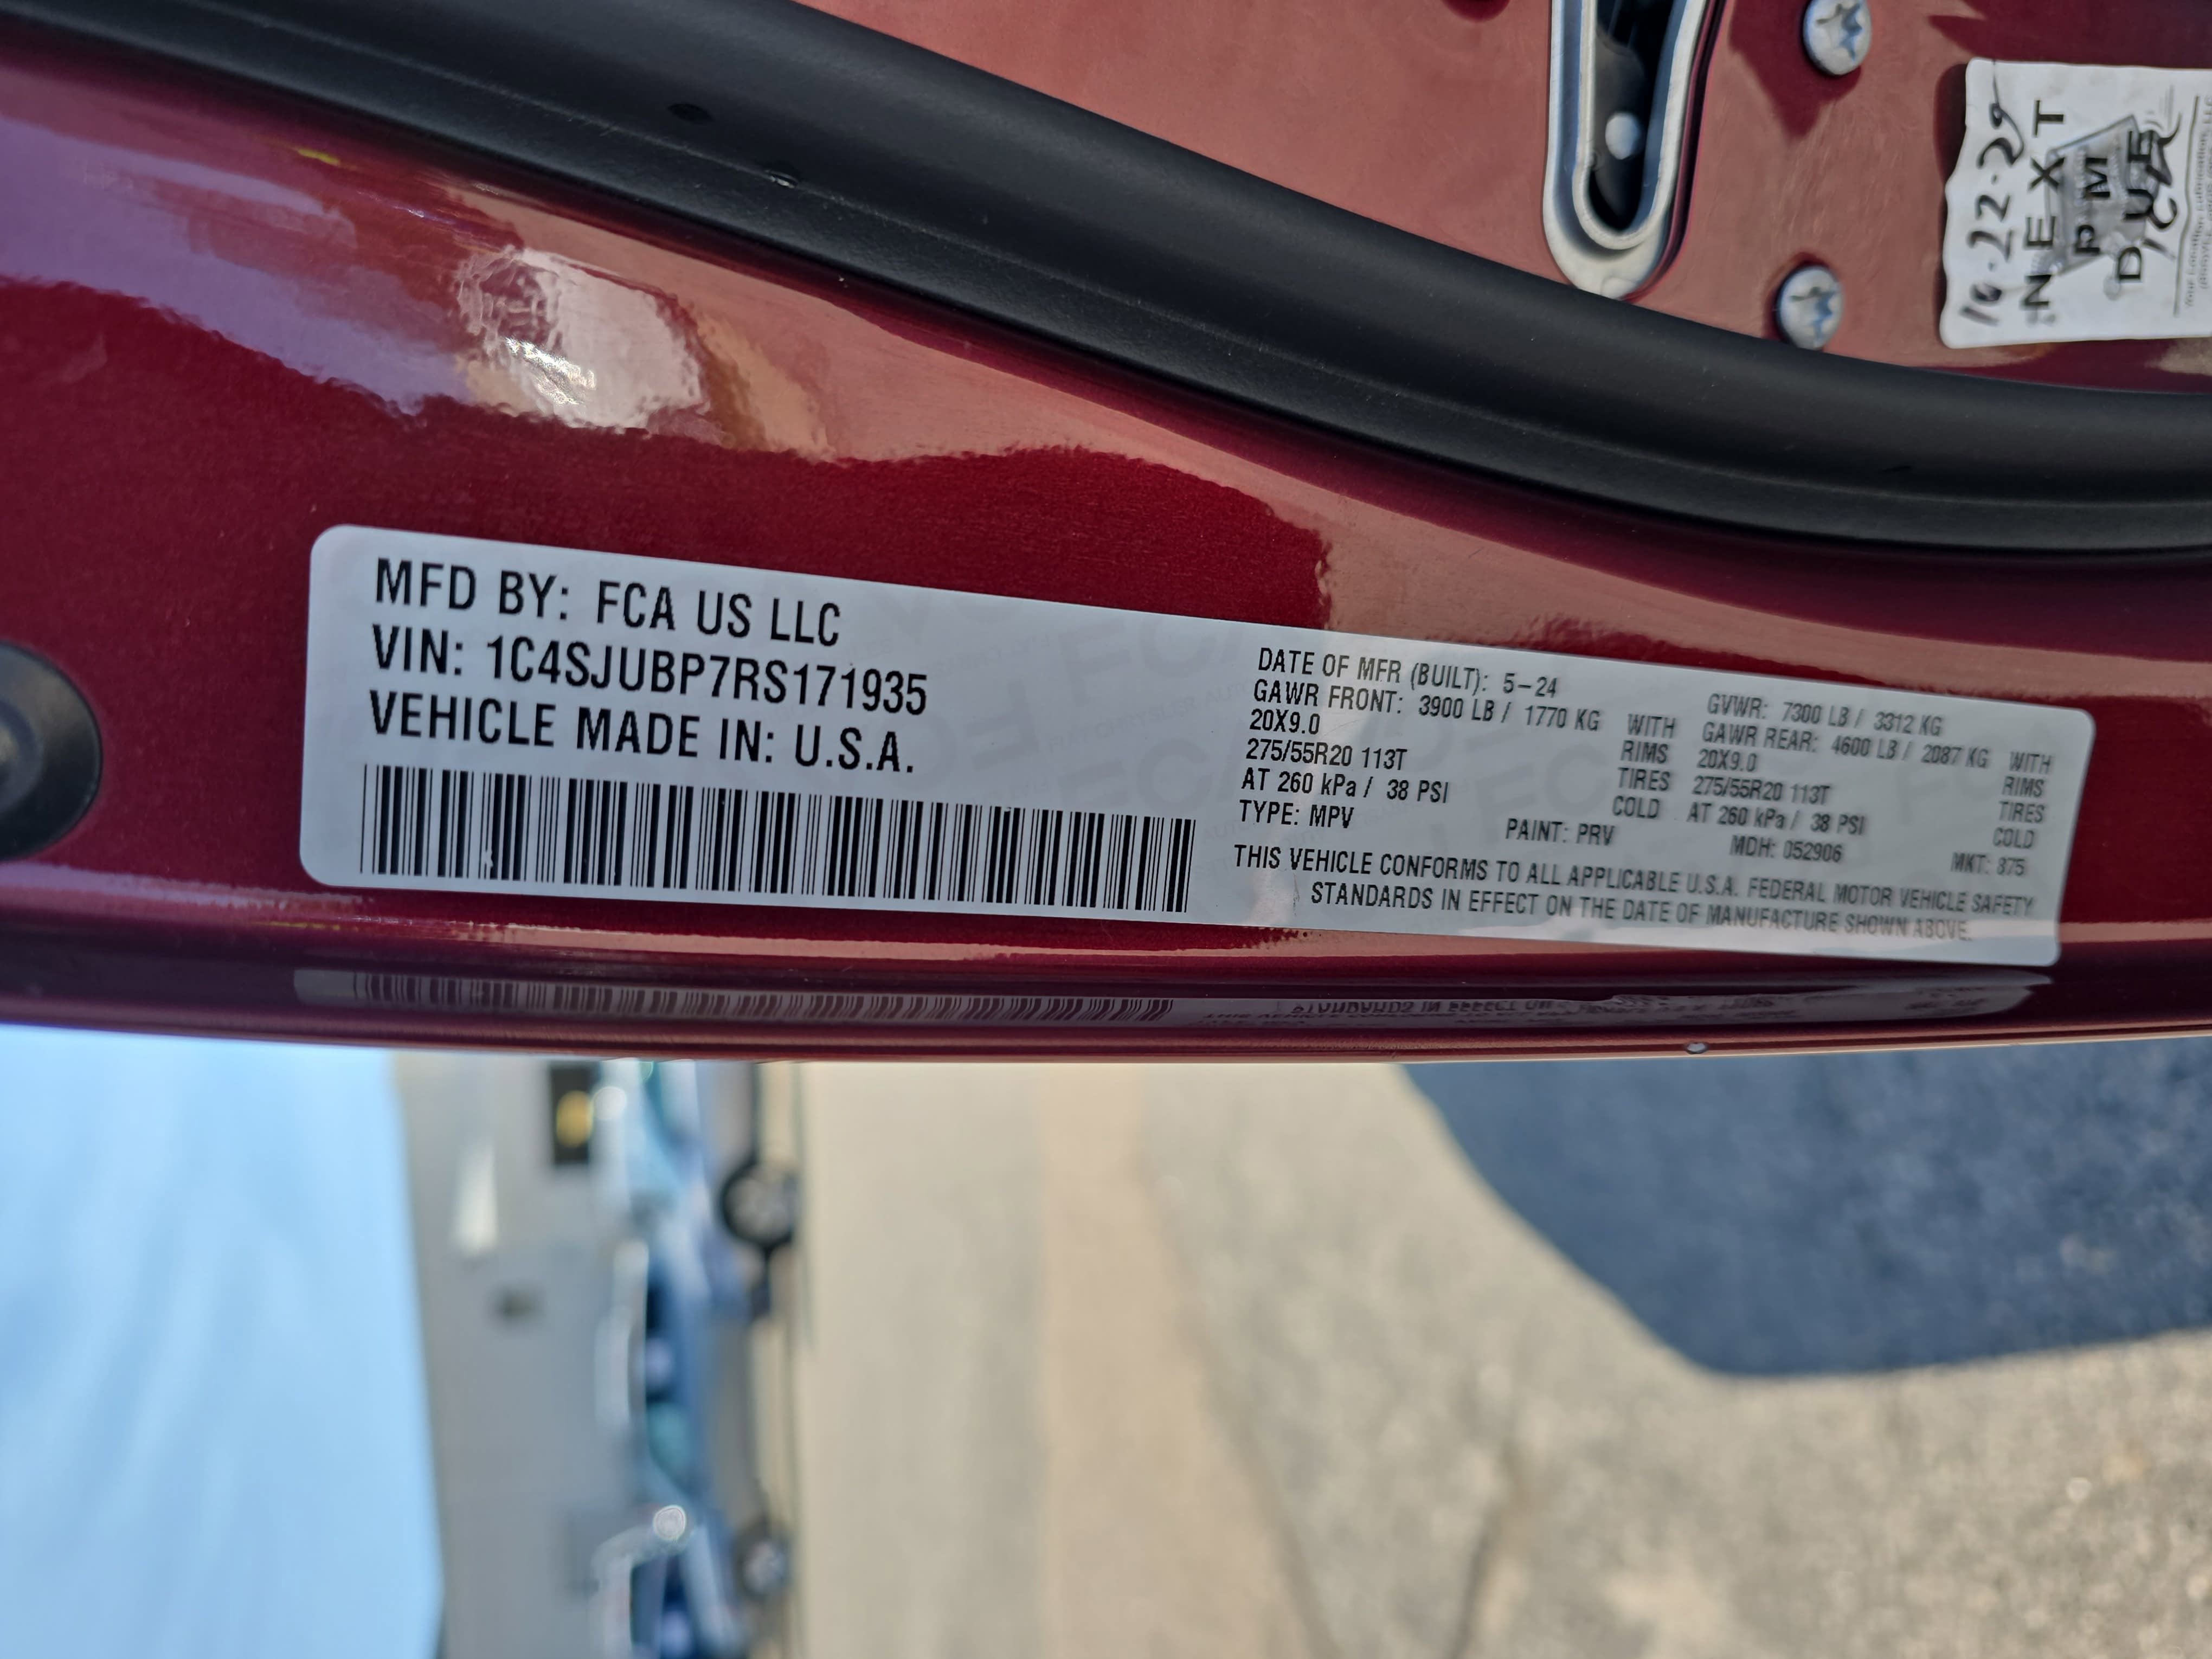 MFD BY: FCA US LLC
VIN: 1C4SJUBP7RS171935
VEHICLE MADE IN: U.S.A.
DATE OF MFR (BUILT): 5-24 GVWR: 7300 LB / 3312 KG
GAWR FRONT: 3900 LB / 1770 KG WITH GAWR REAR: 4600 LB / 2087 KG WITH
20X9.0 RIMS 20X9.0 RIMS
275/55R20 113T TIRES 275/55R20 113T TIRES
AT 260 kPa / 38 PSI COLD AT 260 kPa / 38 PSI COLD
TYPE: MPV PAINT: PRV MDH: 052906 MKT: 875
THIS VEHICLE CONFORMS TO ALL APPLICABLE U.S.A. FEDERAL MOTOR VEHICLE SAFETY
STANDARDS IN EFFECT ON THE DATE OF MANUFACTURE SHOWN ABOVE.
NEXT
PM
DUE